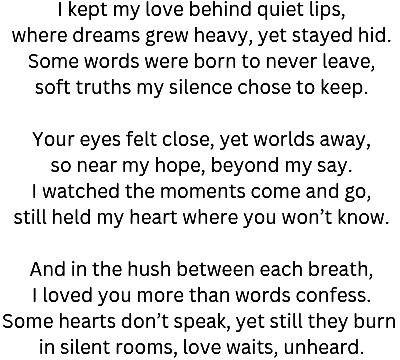 I kept my love behind quiet lips,
where dreams grew heavy, yet stayed hid.
Some words were born to never leave,
soft truths my silence chose to keep.

Your eyes felt close, yet worlds away,
so near my hope, beyond my say.
I watched the moments come and go,
still held my heart where you won’t know.

And in the hush between each breath,
I loved you more than words confess.
Some hearts don’t speak, yet still they burn
in silent rooms, love waits, unheard.